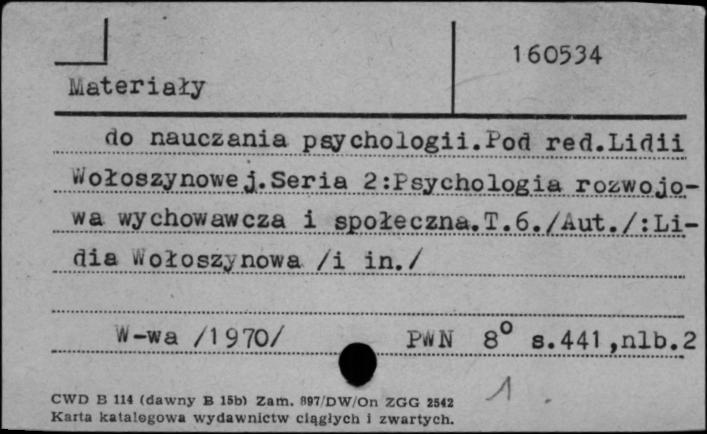 160534
Materiały
do nauczania psychologii.Pod red.Lidii
Wołoszynowej.Seria 2:Psychologia rozwojo-
wa wychowawcza i społeczna.T.6./Aut./:Li-
dia Wołoszynowa /i in./
W-wa /1970/ PWN 8° s.441,nlb.2
1
CWD B 114 (dawny B 15b) Zam. 897/DW/On ZGG 2542
Karta katalogowa wydawnictw ciągłych i zwartych.